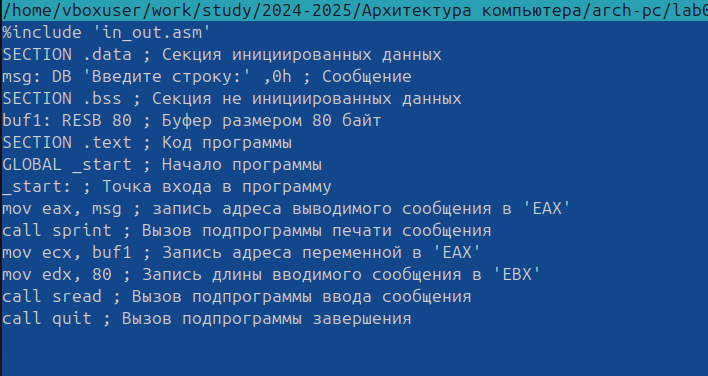 /home/vboxuser/work/study/2024-2025/Архитектура компьютера/arch-pc/lab0
%include 'in_out.asm'
SECTION .data ; Секция инициированных данных
msg: DB 'Введите строку:' ,0h ; Сообщение
SECTION .bss ; Секция не инициированных данных
buf1: RESB 80 ; Буфер размером 80 байт
SECTION .text ; Код программы
GLOBAL _start ; Начало программы
_start: ; Точка входа в программу
mov eax, msg ; запись адреса выводимого сообщения в 'EAX'
call sprint ; Вызов подпрограммы печати сообщения
mov ecx, buf1 ; Запись адреса переменной в 'EAX'
mov edx, 80 ; Запись длины вводимого сообщения в 'EBX'
call sread ; Вызов подпрограммы ввода сообщения
call quit ; Вызов подпрограммы завершения